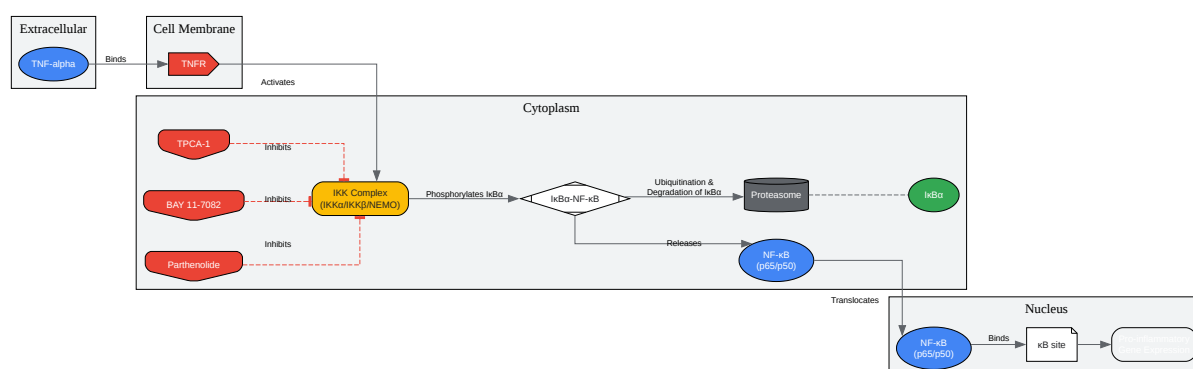 Extracellular
Cell Membrane
TNF-alpha
Binds
TNFR
Activates
Cytoplasm
TPCA-1
Inhibits
BAY 11-7082
Inhibits
Parthenolide
Inhibits
IKK Complex
(IKKα/IKKβ/NEMO)
Phosphorylates IκBα
IκBα-NF-κB
Ubiquitination &
Degradation of IκBα
Proteasome
IκBα
Releases
NF-κB
(p65/p50)
Translocates
Nucleus
NF-κB
(p65/p50)
Binds
κB site